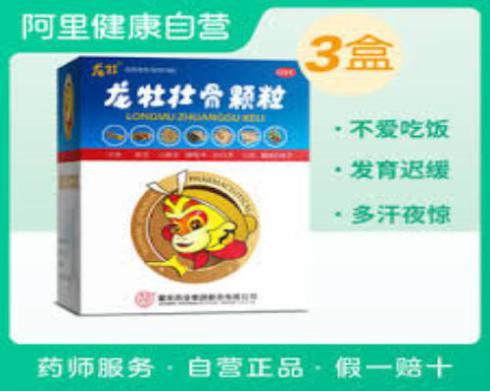 阿里健康自营
3盒
龙牡
OTC
龙牡壮骨颗粒
LONGMU ZHUANGGU KELI
PHARMACEUTICAL
· 不爱吃饭
· 发育迟缓
· 多汗夜惊
药师服务 · 自营正品 · 假一赔十